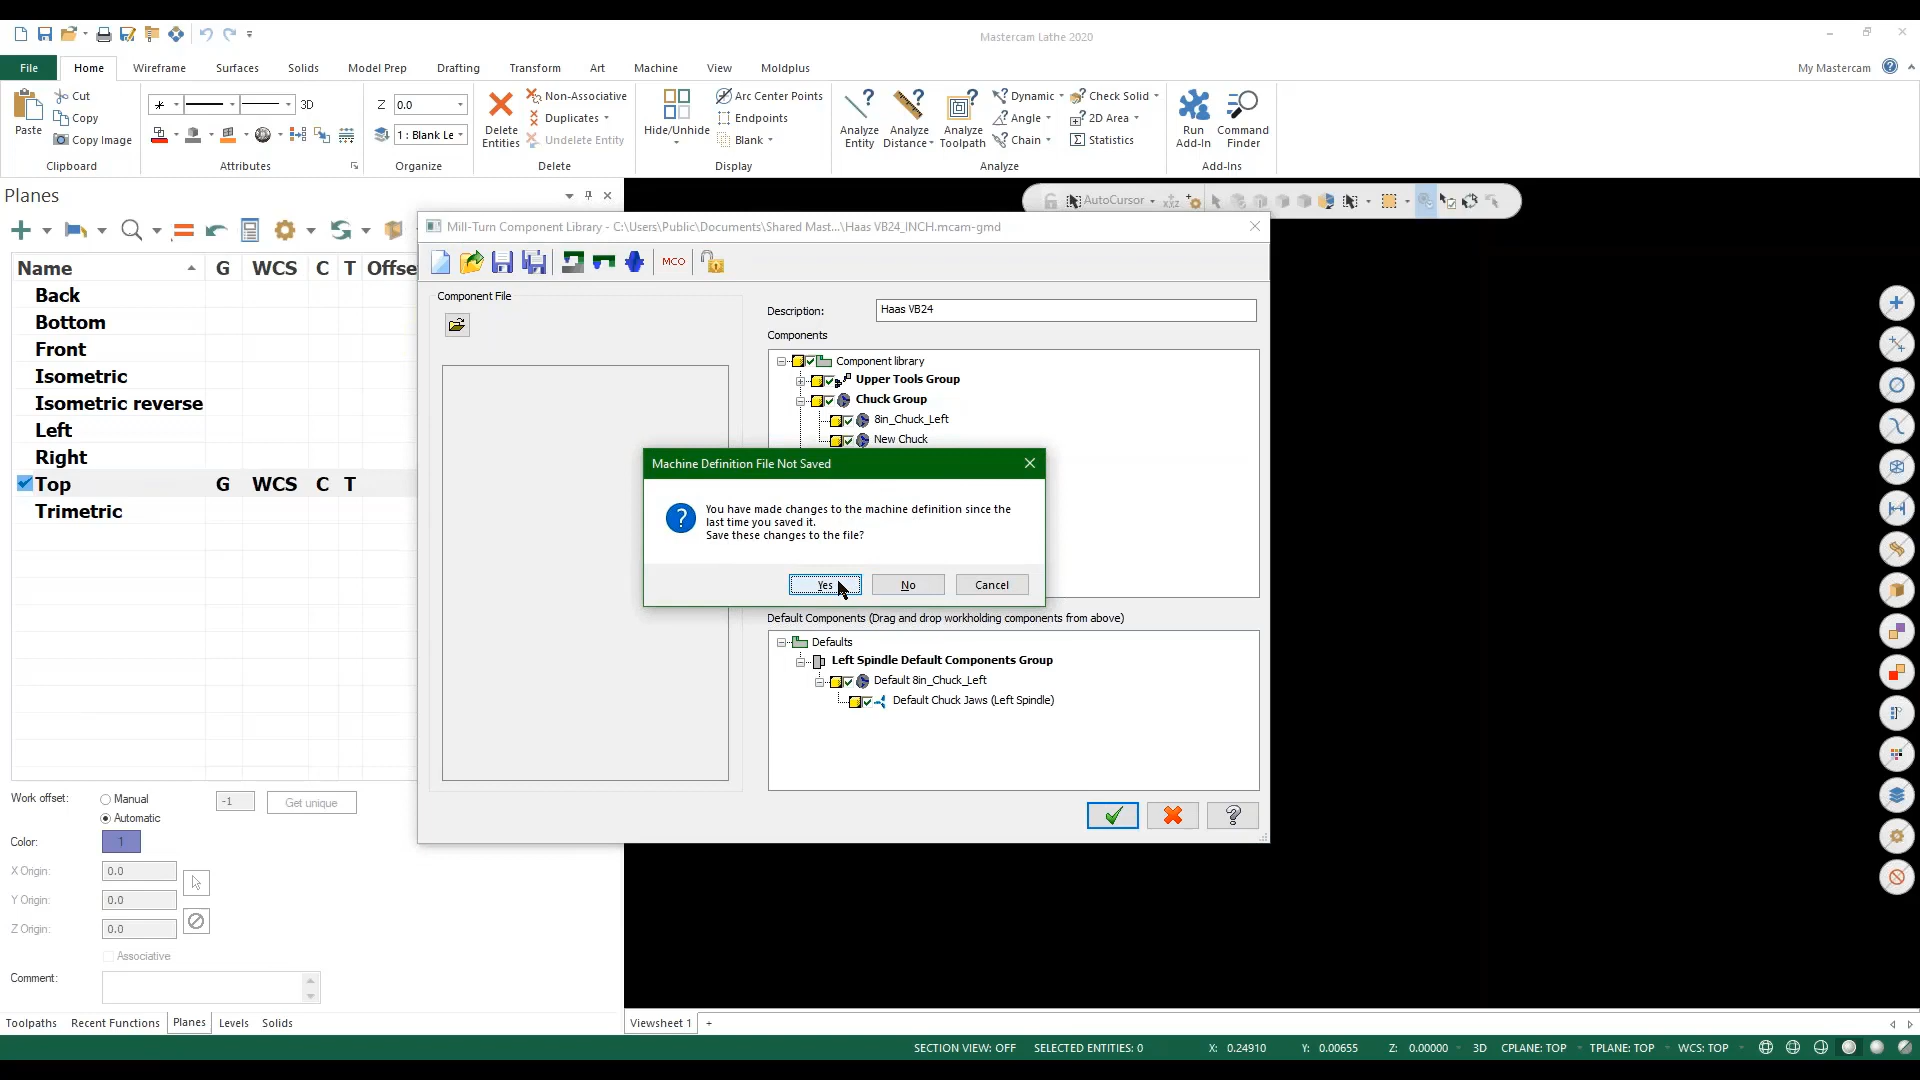 Mastercam Lathe 2020
File Home Wireframe Surfaces Solids Model Prep Drafting Transform Art Machine View Moldplus My Mastercam
Paste
Cut
Copy
Copy Image
Clipboard
3D
Attributes
Z 0.0
1 : Blank Le
Organize
Delete Entities
Non-Associative
Duplicates
Undelete Entity
Delete
Hide/Unhide
Arc Center Points
Endpoints
Blank
Display
Analyze Entity
Analyze Distance
Analyze Toolpath
Dynamic
Angle
Chain
Check Solid
2D Area
Statistics
Analyze
Run Add-In
Command Finder
Add-Ins
Planes
AutoCursor
Name G WCS C T Offse
Back
Bottom
Front
Isometric
Isometric reverse
Left
Right
Top G WCS C T
Trimetric
Work offset: Manual -1 Get unique
Automatic
Color: 1
X Origin: 0.0
Y Origin: 0.0
Z Origin: 0.0
Associative
Comment:
Toolpaths Recent Functions Planes Levels Solids
Mill-Turn Component Library - C:\Users\Public\Documents\Shared Mast...\Haas VB24_INCH.mcam-gmd
MCO
Component File
Description: Haas VB24
Components
Component library
Upper Tools Group
Chuck Group
8in_Chuck_Left
New Chuck
Machine Definition File Not Saved
You have made changes to the machine definition since the
last time you saved it.
Save these changes to the file?
Yes No Cancel
Default Components (Drag and drop workholding components from above)
Defaults
Left Spindle Default Components Group
Default 8in_Chuck_Left
Default Chuck Jaws (Left Spindle)
Viewsheet 1 +
SECTION VIEW: OFF SELECTED ENTITIES: 0 X: 0.24910 Y: 0.00655 Z: 0.00000 3D CPLANE: TOP TPLANE: TOP WCS: TOP